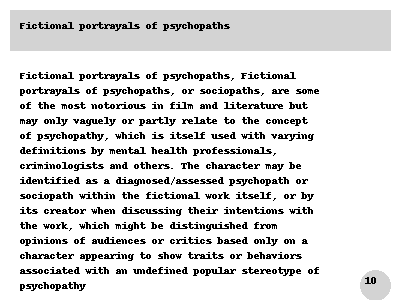 Fictional portrayals of psychopaths
Fictional portrayals of psychopaths, Fictional
portrayals of psychopaths, or sociopaths, are some
of the most notorious in film and literature but
may only vaguely or partly relate to the concept
of psychopathy, which is itself used with varying
definitions by mental health professionals,
criminologists and others. The character may be
identified as a diagnosed/assessed psychopath or
sociopath within the fictional work itself, or by
its creator when discussing their intentions with
the work, which might be distinguished from
opinions of audiences or critics based only on a
character appearing to show traits or behaviors
associated with an undefined popular stereotype of
psychopathy
10